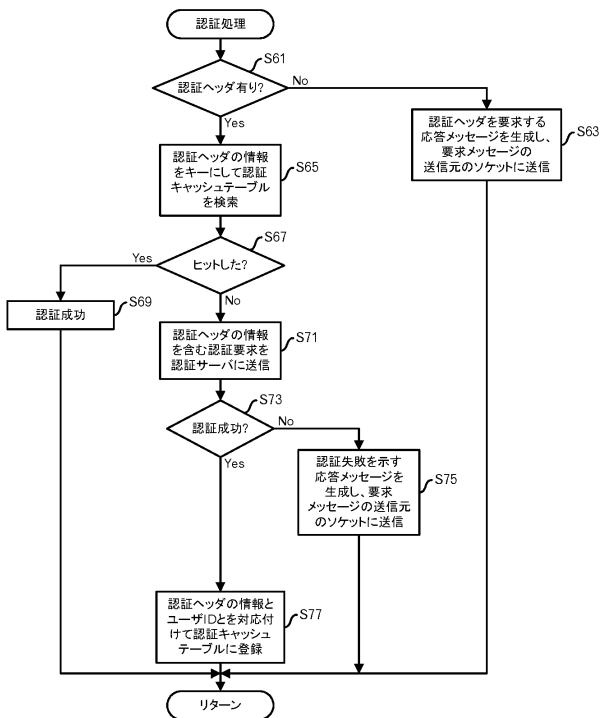 認証処理
S61
認証ヘッダ有り?
No
Yes
認証ヘッダを要求する
応答メッセージを生成し、
要求メッセージの
送信元のソケットに送信
S63
認証ヘッダの情報
をキーにして認証
キャッシュテーブル
を検索
S65
S67
ヒットした?
Yes
No
S69
認証成功
認証ヘッダの情報
を含む認証要求を
認証サーバに送信
S71
S73
認証成功?
No
Yes
認証失敗を示す
応答メッセージを
生成し、要求
メッセージの送信元
のソケットに送信
S75
認証ヘッダの情報と
ユーザIDとを対応付
けて認証キャッシュ
テーブルに登録
S77
リターン